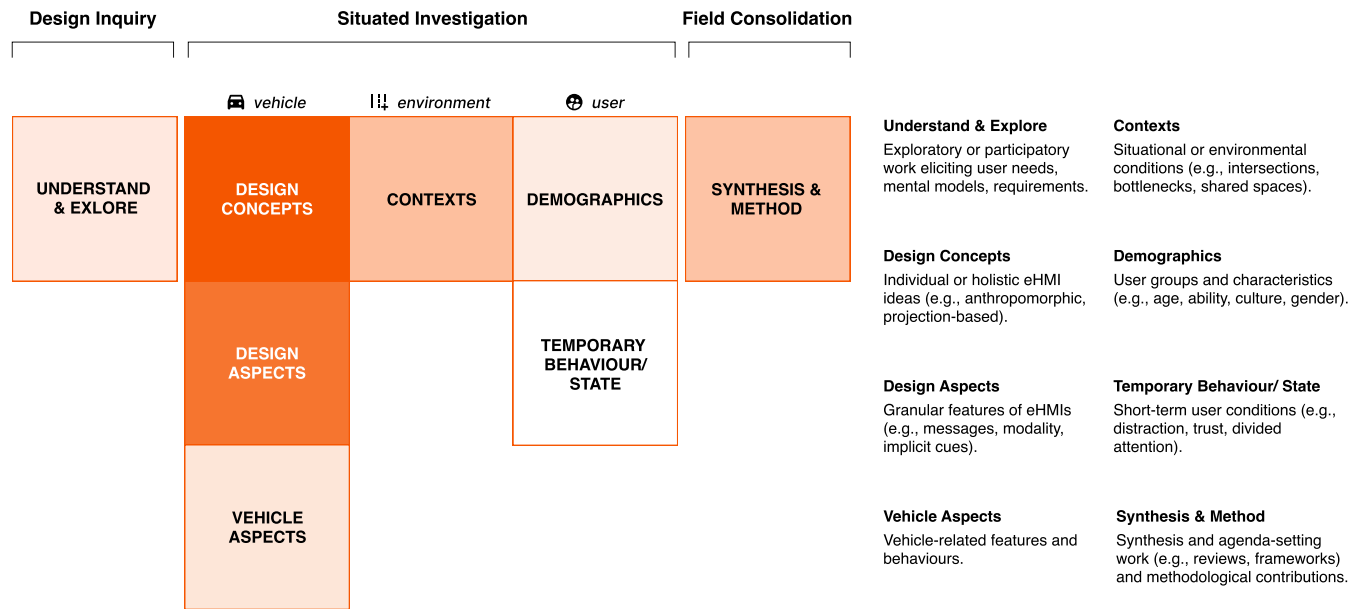 Design Inquiry
Situated Investigation
Field Consolidation
vehicle
environment
user
UNDERSTAND
& EXLORE
DESIGN
CONCEPTS
CONTEXTS
DEMOGRAPHICS
SYNTHESIS &
METHOD
DESIGN
ASPECTS
TEMPORARY
BEHAVIOUR/
STATE
VEHICLE
ASPECTS
Understand & Explore
Exploratory or participatory
work eliciting user needs,
mental models, requirements.
Contexts
Situational or environmental
conditions (e.g., intersections,
bottlenecks, shared spaces).
Design Concepts
Individual or holistic eHMI
ideas (e.g., anthropomorphic,
projection-based).
Demographics
User groups and characteristics
(e.g., age, ability, culture, gender).
Design Aspects
Granular features of eHMIs
(e.g., messages, modality,
implicit cues).
Temporary Behaviour/ State
Short-term user conditions (e.g.,
distraction, trust, divided
attention).
Vehicle Aspects
Vehicle-related features and
behaviours.
Synthesis & Method
Synthesis and agenda-setting
work (e.g., reviews, frameworks)
and methodological contributions.